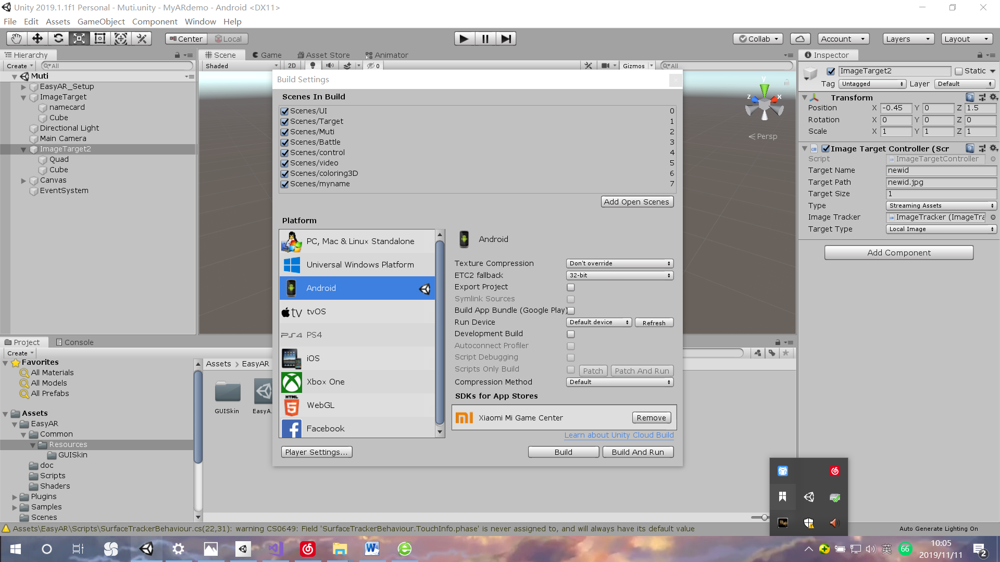 Unity 2019.1.1f1 Personal - Muti.unity - MyARdemo - Android <DX11>
File Edit Assets GameObject Component Window Help
Center Local
Collab Account Layers Layout
Hierarchy
Create All
Muti
EasyAR_Setup
ImageTarget
namecard
Cube
Directional Light
Main Camera
ImageTarget2
Quad
Cube
Canvas
EventSystem
Scene Game Asset Store Animator
Shaded 2D 0 Gizmos All
y
z x
Persp
Build Settings
Scenes In Build
Scenes/UI 0
Scenes/Target 1
Scenes/Muti 2
Scenes/Battle 3
Scenes/control 4
Scenes/video 5
Scenes/coloring3D 6
Scenes/myname 7
Add Open Scenes
Platform
PC, Mac & Linux Standalone
Universal Windows Platform
Android
tv tvOS
PS4 PS4
iOS
Xbox One
HTML
5 WebGL
Facebook
Android
Texture Compression Don't override
ETC2 fallback 32-bit
Export Project
Symlink Sources
Build App Bundle (Google Play)
Run Device Default device Refresh
Development Build
Autoconnect Profiler
Script Debugging
Scripts Only Build Patch Patch And Run
Compression Method Default
SDKs for App Stores
Xiaomi Mi Game Center Remove
Learn about Unity Cloud Build
Player Settings... Build Build And Run
Inspector
ImageTarget2 Static
Tag Untagged Layer Default
Transform
Position X -0.45 Y 0 Z 1.5
Rotation X 0 Y 0 Z 0
Scale X 1 Y 1 Z 1
Image Target Controller (Scr
Script ImageTargetController
Target Name newid
Target Path newid.jpg
Target Size 1
Type Streaming Assets
Image Tracker ImageTracker (ImageTra
Target Type Local Image
Add Component
Project Console
Create
Favorites
All Materials
All Models
All Prefabs
Assets
EasyAR
Common
Resources
GUISkin
doc
Scripts
Shaders
Plugins
Samples
Scenes
Assets EasyAR
GUISkin EasyA.
Assets\EasyAR\Scripts\SurfaceTrackerBehaviour.cs(22,31): warning CS0649: Field 'SurfaceTrackerBehaviour.TouchInfo.phase' is never assigned to, and will always have its default value
Auto Generate Lighting On
英 66 10:05
2019/11/11 2